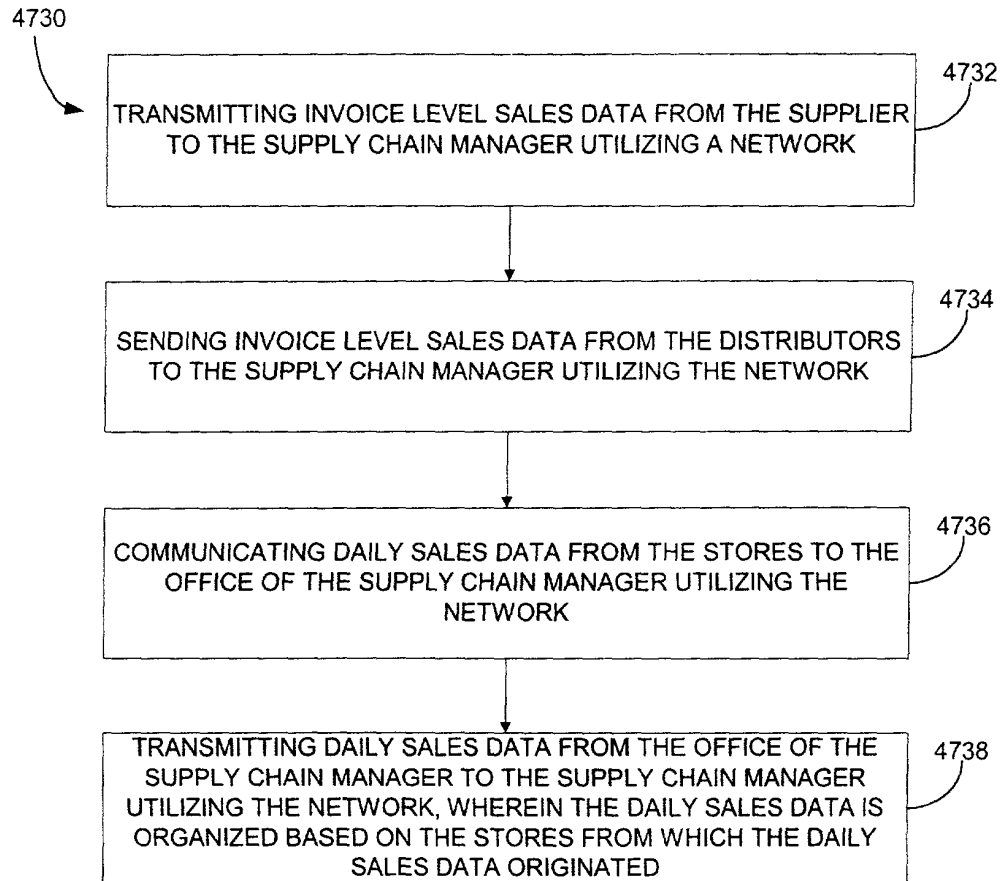 4730
4732
TRANSMITTING INVOICE LEVEL SALES DATA FROM THE SUPPLIER
TO THE SUPPLY CHAIN MANAGER UTILIZING A NETWORK
4734
SENDING INVOICE LEVEL SALES DATA FROM THE DISTRIBUTORS
TO THE SUPPLY CHAIN MANAGER UTILIZING THE NETWORK
4736
COMMUNICATING DAILY SALES DATA FROM THE STORES TO THE
OFFICE OF THE SUPPLY CHAIN MANAGER UTILIZING THE
NETWORK
4738
TRANSMITTING DAILY SALES DATA FROM THE OFFICE OF THE
SUPPLY CHAIN MANAGER TO THE SUPPLY CHAIN MANAGER
UTILIZING THE NETWORK, WHEREIN THE DAILY SALES DATA IS
ORGANIZED BASED ON THE STORES FROM WHICH THE DAILY
SALES DATA ORIGINATED